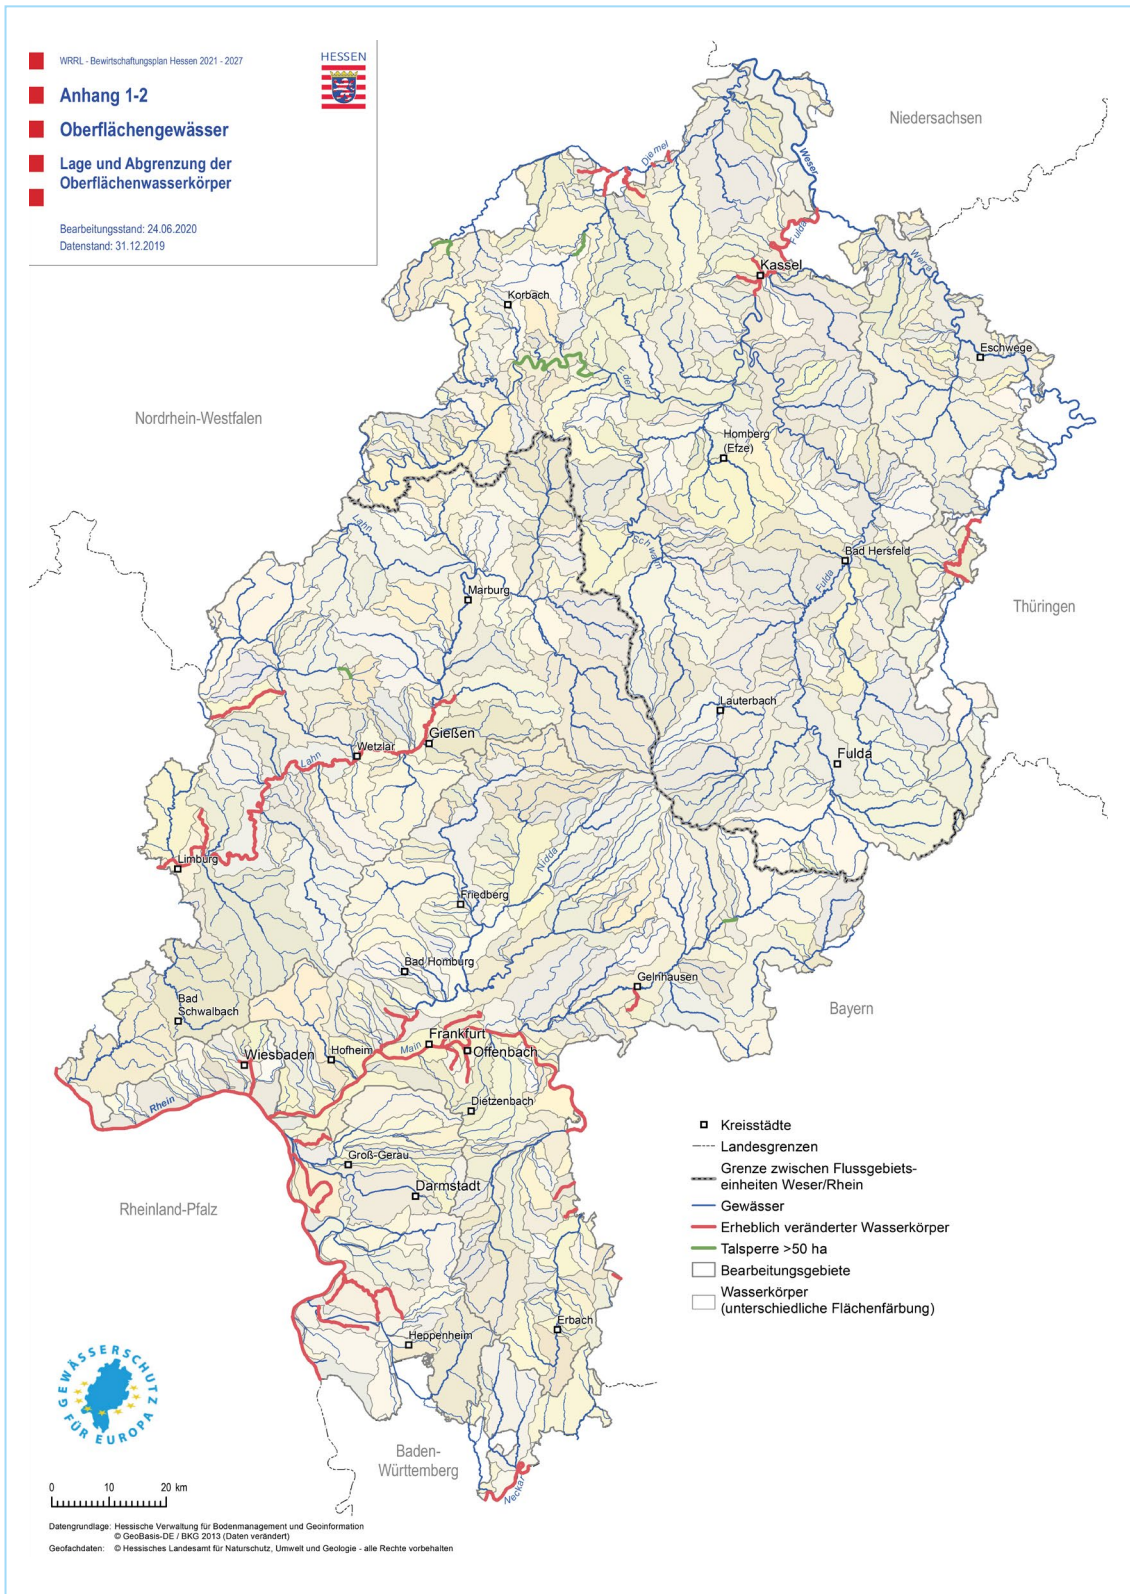 WRRL - Bewirtschaftungsplan Hessen 2021 - 2027
HESSEN
Anhang 1-2
Oberflächengewässer
Lage und Abgrenzung der
Oberflächenwasserkörper
Bearbeitungsstand: 24.06.2020
Datenstand: 31.12.2019
Niedersachsen
Diemel
Weser
Fulda
Werra
Kassel
Korbach
Eschwege
Eder
Nordrhein-Westfalen
Homberg
(Efze)
Lahn
Schwalm
Bad Hersfeld
Fulda
Marburg
Thüringen
Lauterbach
Gießen
Wetzlar
Lahn
Fulda
Limburg
Nidda
Friedberg
Bad Homburg
Gelnhausen
Bad
Schwalbach
Bayern
Frankfurt
Main
Offenbach
Wiesbaden
Hofheim
Rhein
Dietzenbach
Groß-Gerau
Darmstadt
Rheinland-Pfalz
Erbach
Heppenheim
Baden-
Württemberg
Neckar
Kreisstädte
Landesgrenzen
Grenze zwischen Flussgebiets-
einheiten Weser/Rhein
Gewässer
Erheblich veränderter Wasserkörper
Talsperre >50 ha
Bearbeitungsgebiete
Wasserkörper
(unterschiedliche Flächenfärbung)
GEWÄSSERSCHUTZ
FÜR EUROPA
0 10 20 km
Datengrundlage: Hessische Verwaltung für Bodenmanagement und Geoinformation
© GeoBasis-DE / BKG 2013 (Daten verändert)
Geofachdaten: © Hessisches Landesamt für Naturschutz, Umwelt und Geologie - alle Rechte vorbehalten